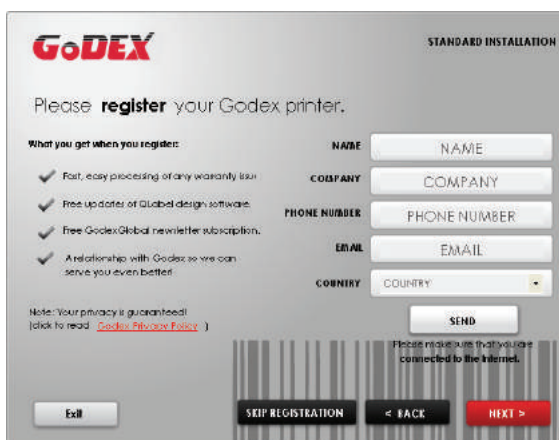 GoDEX
STANDARD INSTALLATION
Please register your Godex printer.
What you get when you register:
Fast, easy processing of any warranty issu
Free updates of QLabel design software.
Free GodexGlobal newsletter subscription.
A relationship with Godex so we can
serve you even better!
NAME NAME
COMPANY COMPANY
PHONE NUMBER PHONE NUMBER
EMAIL EMAIL
COUNTRY COUNTRY
Note: Your privacy is guaranteed!
(click to read Godex Privacy Policy )
SEND
Please make sure that you are
connected to the Internet.
Exit
SKIP REGISTRATION
< BACK
NEXT >